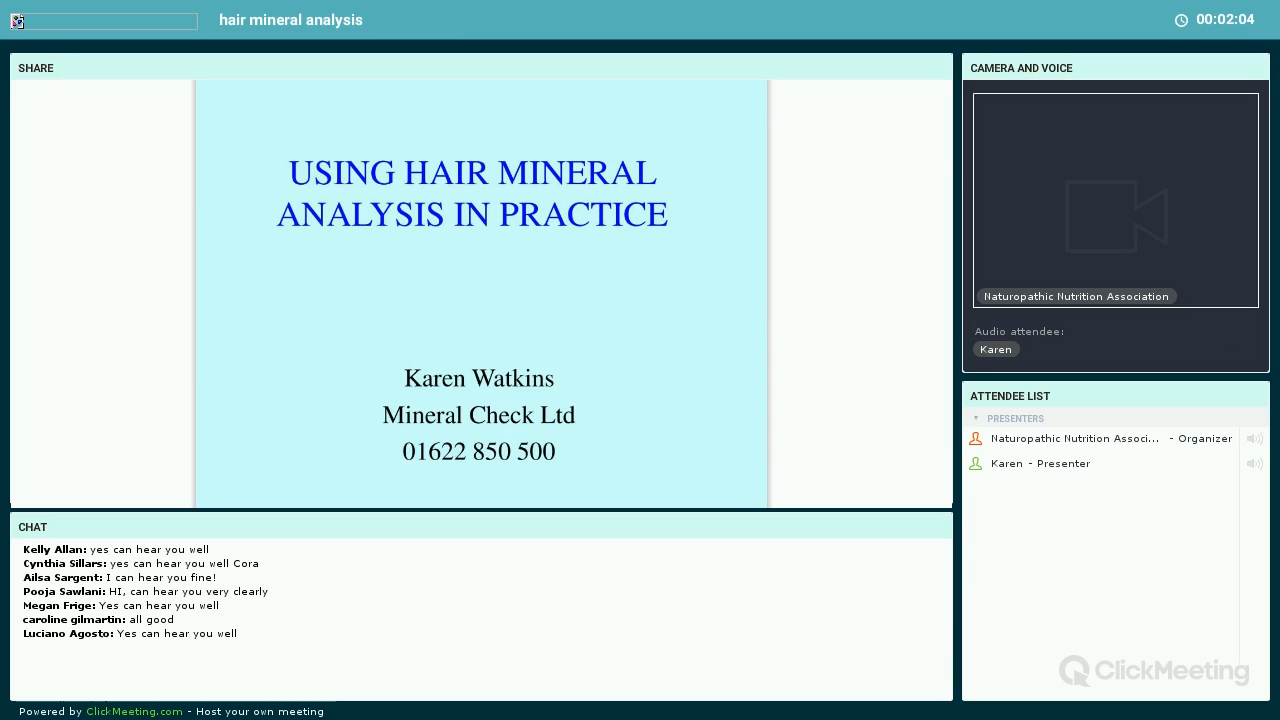 hair mineral analysis
00:02:04
SHARE
USING HAIR MINERAL
ANALYSIS IN PRACTICE
Karen Watkins
Mineral Check Ltd
01622 850 500
CHAT
Kelly Allan: yes can hear you well
Cynthia Sillars: yes can hear you well Cora
Ailsa Sargent: I can hear you fine!
Pooja Sawlani: HI, can hear you very clearly
Megan Frige: Yes can hear you well
caroline gilmartin: all good
Luciano Agosto: Yes can hear you well
CAMERA AND VOICE
Naturopathic Nutrition Association
Audio attendee:
Karen
ATTENDEE LIST
PRESENTERS
Naturopathic Nutrition Associ... - Organizer
Karen - Presenter
ClickMeeting
Powered by ClickMeeting.com - Host your own meeting